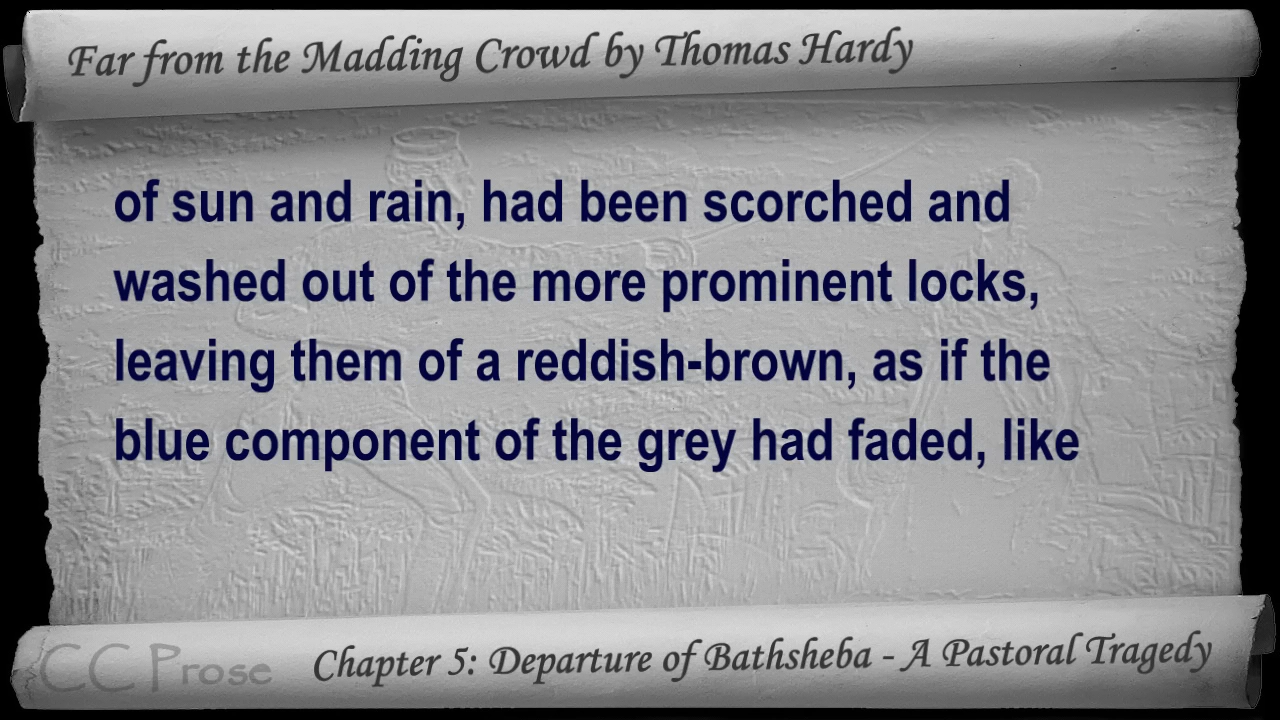 Far from the Madding Crowd by Thomas Hardy
of sun and rain, had been scorched and
washed out of the more prominent locks,
leaving them of a reddish-brown, as if the
blue component of the grey had faded, like
CC Prose
Chapter 5: Departure of Bathsheba - A Pastoral Tragedy